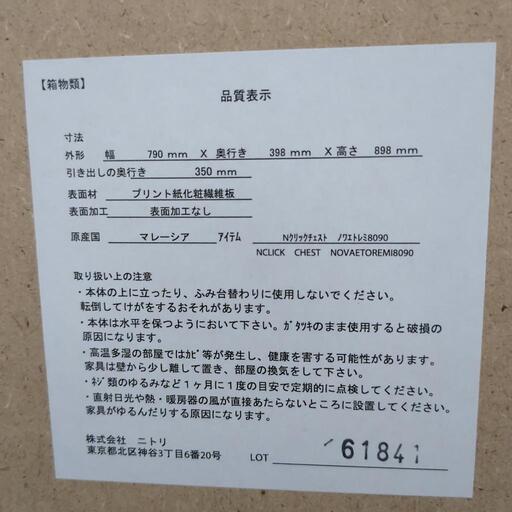 【箱物類】
品質表示
寸法
外形 幅 790 mm X 奥行き 398 mm X 高さ 898 mm
引き出しの奥行き 350 mm
表面材 プリント紙化粧繊維板
表面加工 表面加工なし
原産国 マレーシア ｱｲﾃﾑ Nｸﾘｯｸﾁｪｽﾄ ﾉﾜｴﾄﾚﾐ8090
NCLICK CHEST NOVAETOREMI8090
取り扱い上の注意
・本体の上に立ったり、ふみ台替わりに使用しないでください。
転倒してけがをするおそれがあります。
・本体は水平を保つようにおいて下さい。ｶﾞﾀﾂｷのまま使用すると破損の
原因になります。
・高温多湿の部屋ではｶﾋﾞ等が発生し、健康を害する可能性があります。
家具は壁から少し離して置き、部屋の換気をして下さい。
・ﾈｼﾞ類のゆるみなど１ヶ月に１度の目安で定期的に点検してください。
・直射日光や熱・暖房器の風が直接あたらないところに設置してください。
家具がゆるんだりする原因になります。
株式会社 ニトリ
東京都北区神谷3丁目6番20号 LOT 61841